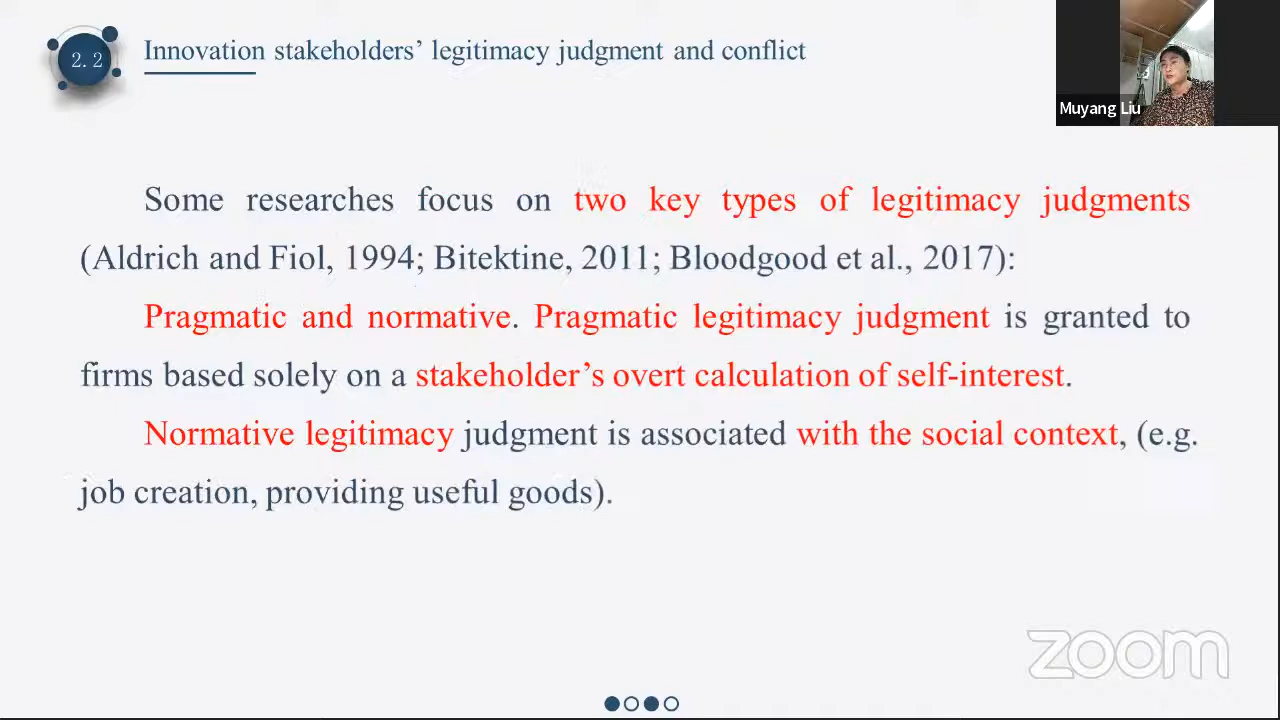 2.2
Innovation stakeholders’ legitimacy judgment and conflict
Muyang Liu
Some researches focus on two key types of legitimacy judgments
(Aldrich and Fiol, 1994; Bitektine, 2011; Bloodgood et al., 2017):
Pragmatic and normative. Pragmatic legitimacy judgment is granted to
firms based solely on a stakeholder’s overt calculation of self-interest.
Normative legitimacy judgment is associated with the social context, (e.g.
job creation, providing useful goods).
zoom